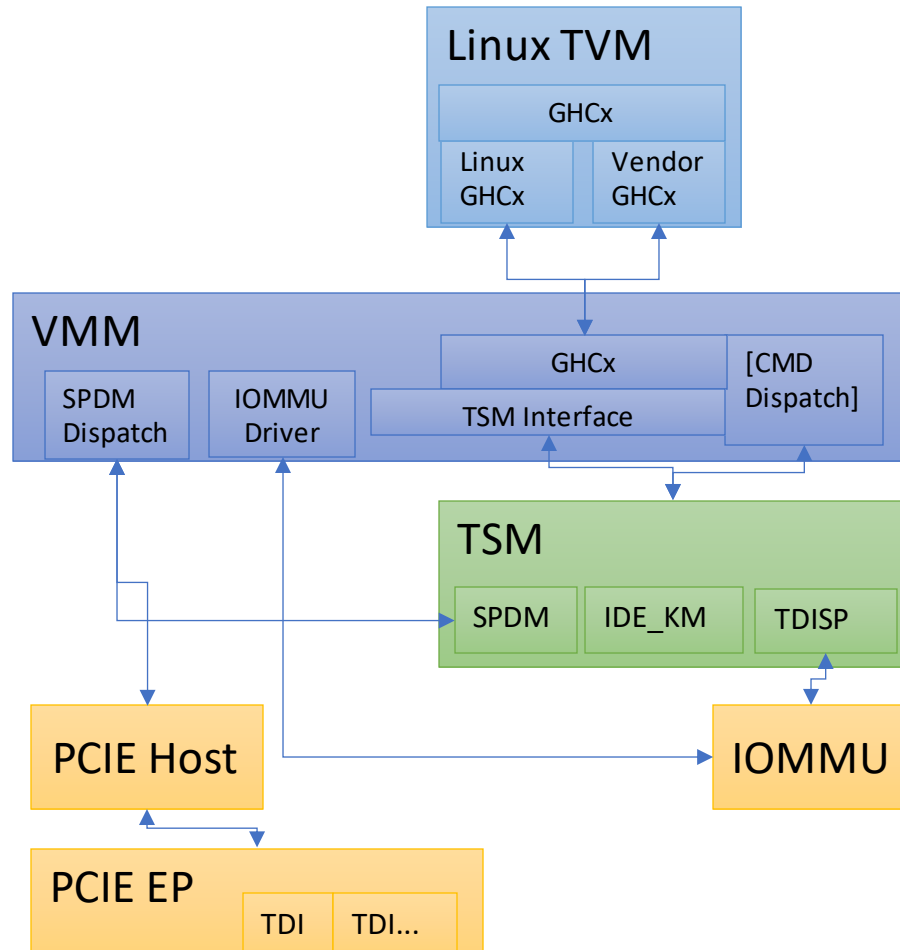 Linux TVM
GHCx
Linux
GHCx
Vendor
GHCx
VMM
SPDM
Dispatch
IOMMU
Driver
GHCx
TSM Interface
[CMD
Dispatch]
TSM
SPDM
IDE_KM
TDISP
PCIE Host
IOMMU
PCIE EP
TDI
TDI...